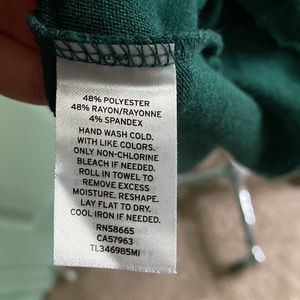 48% POLYESTER
48% RAYON/RAYONNE
4% SPANDEX
HAND WASH COLD.
WITH LIKE COLORS.
ONLY NON-CHLORINE
BLEACH IF NEEDED.
ROLL IN TOWEL TO
REMOVE EXCESS
MOISTURE. RESHAPE.
LAY FLAT TO DRY.
COOL IRON IF NEEDED.
RN58665
CA57963
TL346985MI